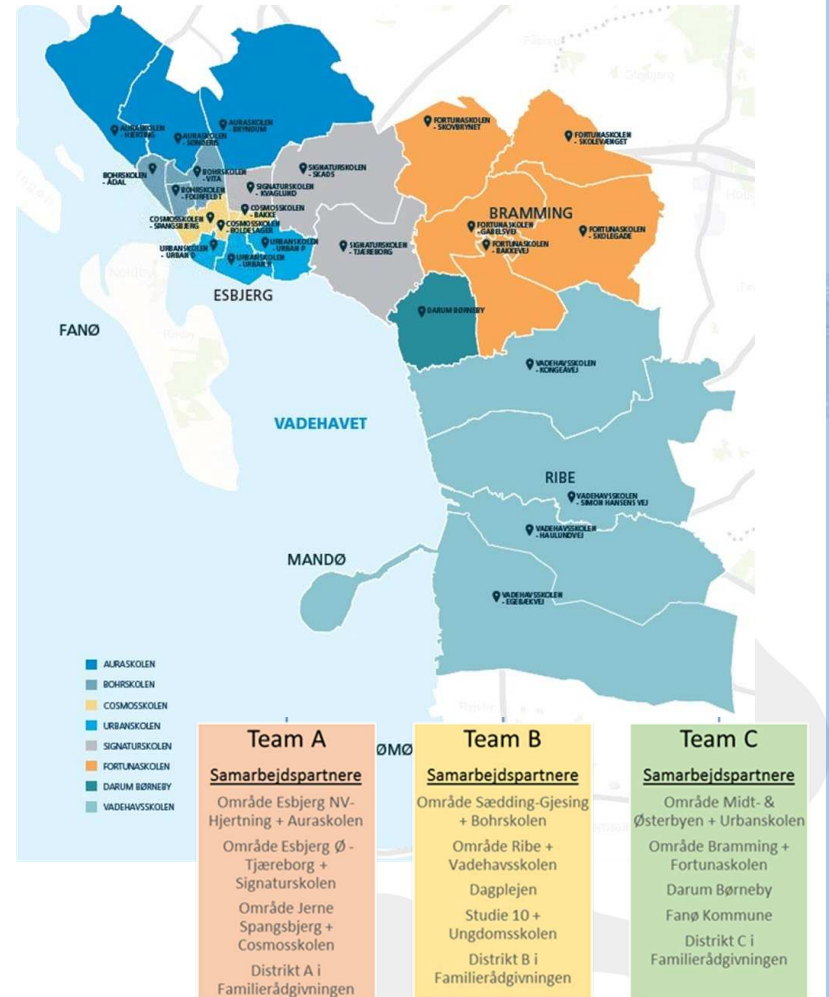 AURASKOLEN
- HJERTING
AURASKOLEN
- SØNDERIS
AURASKOLEN
- BRYNDUM
BOHRSKOLEN
- ÅDAL
BOHRSKOLEN
- VITA
BOHRSKOLEN
- FOURFELDT
SIGNATURSKOLEN
- SKADS
SIGNATURSKOLEN
- KVAGLUND
COSMOSSKOLEN
- BAKKE
COSMOSSKOLEN
- SPANGSBJERG
COSMOSSKOLEN
- BOLDESAGER
URBANSKOLEN
- URBAN D
URBANSKOLEN
- URBAN P
URBANSKOLEN
- URBAN R
SIGNATURSKOLEN
- TJÆREBORG
FORTUNASKOLEN
- SKOVBRYNET
FORTUNASKOLEN
- SKOLEVÆNGET
BRAMMING
FORTUNASKOLEN
- GABELSVEJ
FORTUNASKOLEN
- BAKKEVEJ
FORTUNASKOLEN
- SKOLEGADE
ESBJERG
DARUM BØRNEBY
FANØ
Nordby
VADEHAVSSKOLEN
- KONGEÅVEJ
VADEHAVET
RIBE
VADEHAVSSKOLEN
- SIMON HANSENS VEJ
VADEHAVSSKOLEN
- HAULUNDVEJ
MANDØ
VADEHAVSSKOLEN
- EGEBÆKVEJ
AURASKOLEN
BOHRSKOLEN
COSMOSSKOLEN
URBANSKOLEN
SIGNATURSKOLEN
FORTUNASKOLEN
DARUM BØRNEBY
VADEHAVSSKOLEN
ØMØ
Team A
Samarbejdspartnere
Område Esbjerg NV-
Hjertning + Auraskolen
Område Esbjerg Ø -
Tjæreborg +
Signaturskolen
Område Jerne
Spangsbjerg +
Cosmosskolen
Distrikt A i
Familierådgivningen
Team B
Samarbejdspartnere
Område Sædding-Gjesing
+ Bohrskolen
Område Ribe +
Vadehavsskolen
Dagplejen
Studie 10 +
Ungdomsskolen
Distrikt B i
Familierådgivningen
Team C
Samarbejdspartnere
Område Midt- &
Østerbyen + Urbanskolen
Område Bramming +
Fortunaskolen
Darum Børneby
Fanø Kommune
Distrikt C i
Familierådgivningen